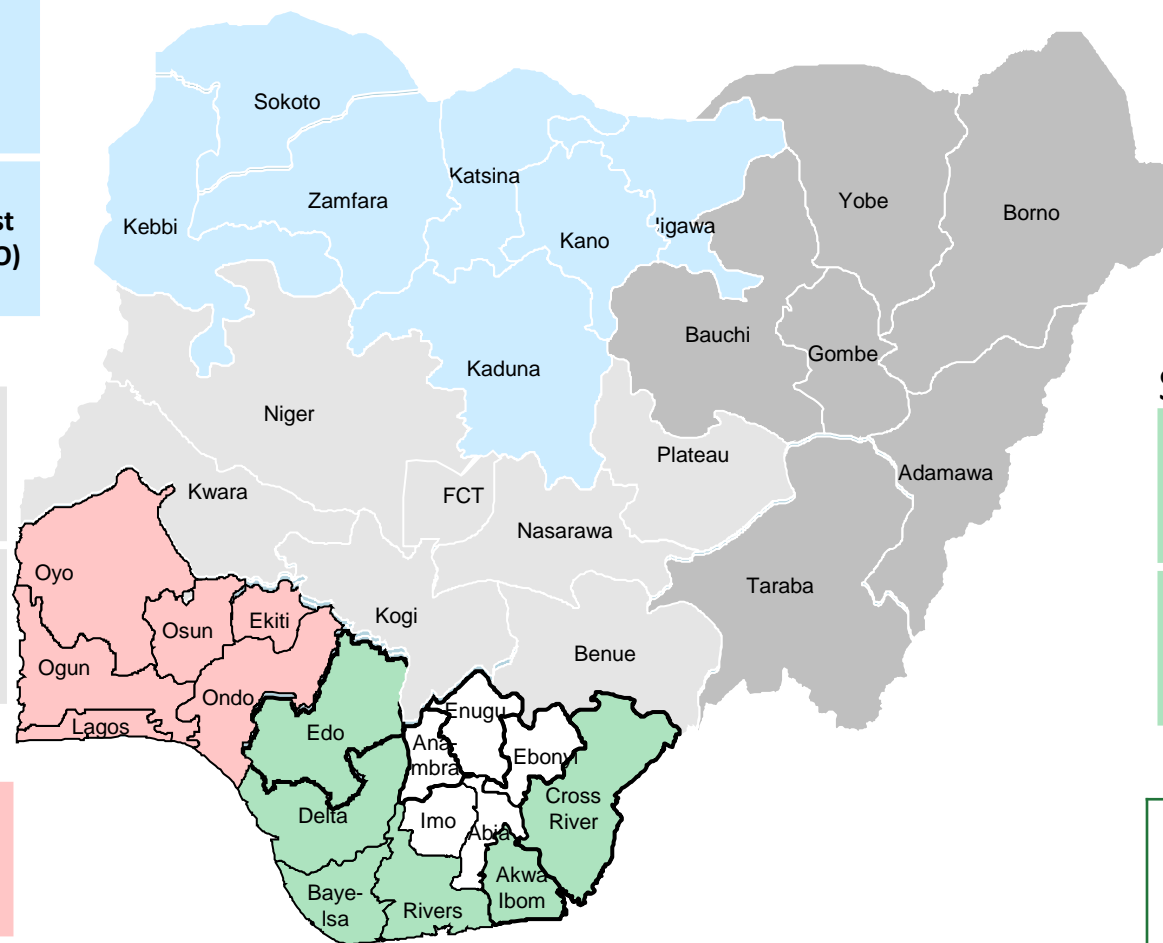 st
O)
Sokoto
Katsina
Zamfara
Kebbi
Kano
'igawa
Yobe
Borno
Bauchi
Gombe
Kaduna
Niger
Plateau
Adamawa
Kwara
FCT
Nasarawa
Taraba
Oyo
Osun
Ekiti
Kogi
Ogun
Benue
Ondo
Lagos
Edo
Enugu
Ana-
mbra
Ebonyi
Delta
Imo
Abia
Cross
River
Baye-
lsa
Rivers
Akwa
Ibom
S